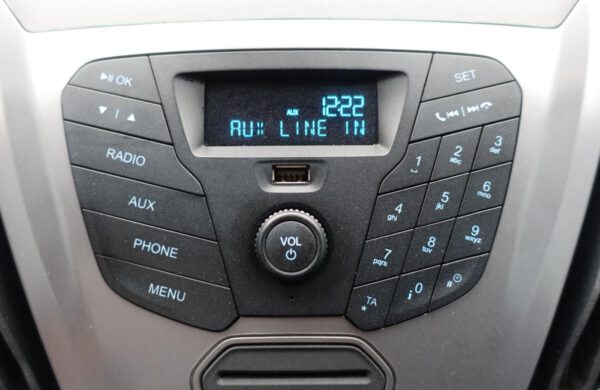 ▶II OK
▼ | ▲
RADIO
AUX
PHONE
MENU
AUX
12:22
AUX LINE IN
VOL
SET
I◀◀ | ▶▶I
1
2
abc
3
def
4
ghi
5
jkl
6
mno
7
pqrs
8
tuv
9
wxyz
TA
*
i 0
#